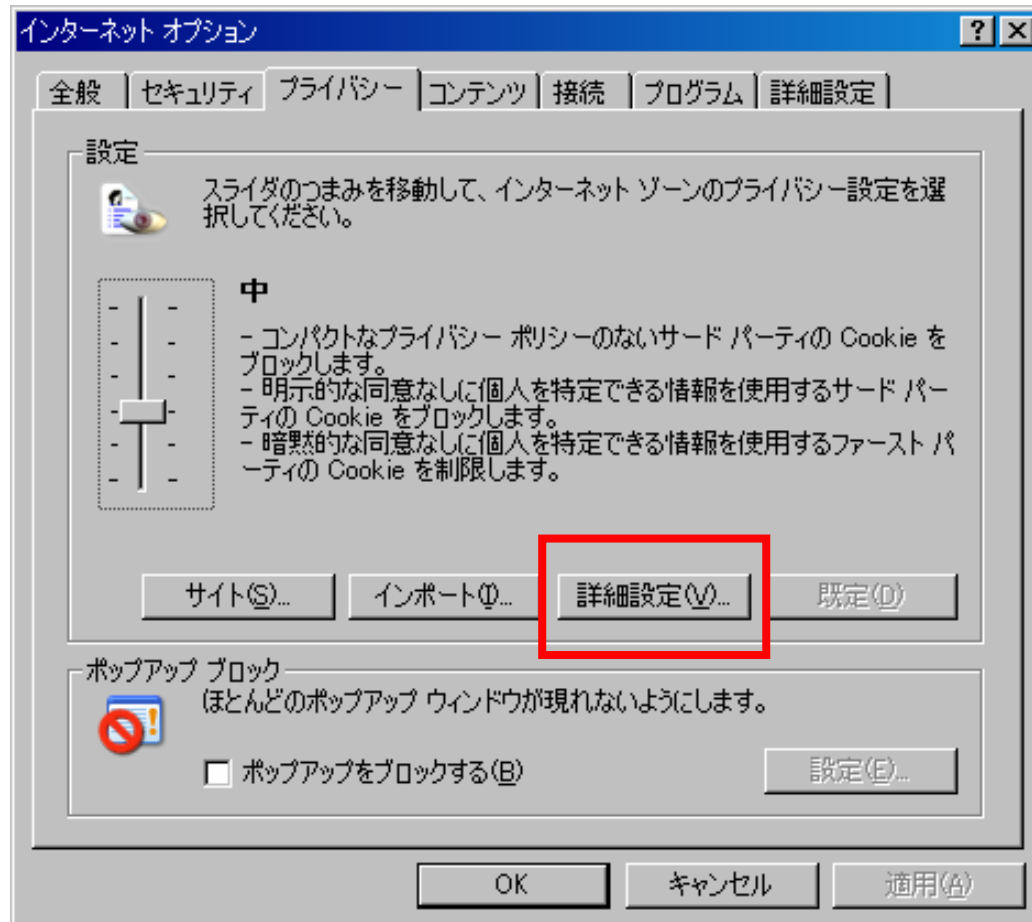 インターネット オプション
全般 セキュリティ プライバシー コンテンツ 接続 プログラム 詳細設定
設定
スライダのつまみを移動して、インターネット ゾーンのプライバシー設定を選
択してください。
中
- コンパクトなプライバシー ポリシーのないサード パーティの Cookie を
ブロックします。
- 明示的な同意なしに個人を特定できる情報を使用するサード パー
ティの Cookie をブロックします。
- 暗黙的な同意なしに個人を特定できる情報を使用するファースト パ
ーティの Cookie を制限します。
サイト(S)... インポート(I)... 詳細設定(V)... 既定(D)
ポップアップ ブロック
ほとんどのポップアップ ウィンドウが現れないようにします。
ポップアップをブロックする(B) 設定(E)...
OK キャンセル 適用(A)